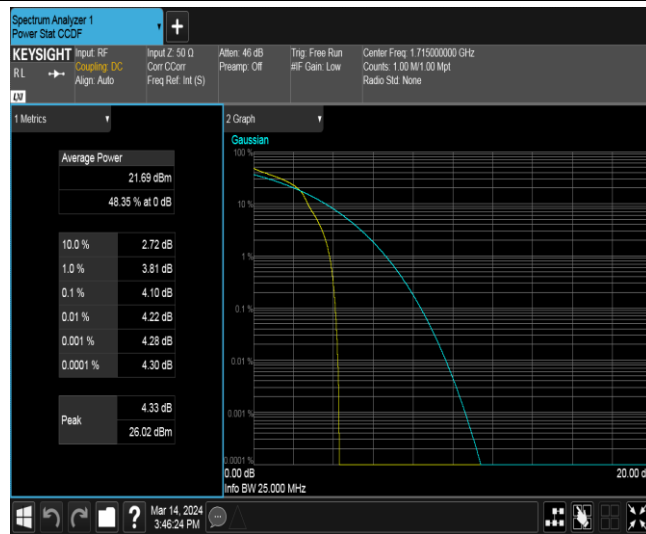 Spectrum Analyzer 1
Power Stat CCDF
+
KEYSIGHT
RL
LXI
Input: RF
Coupling: DC
Align: Auto
Input Z: 50 Ω
Corr CCorr
Freq Ref: Int (S)
Atten: 46 dB
Preamp: Off
Trig: Free Run
#IF Gain: Low
Center Freq: 1.715000000 GHz
Counts: 1.00 M/1.00 Mpt
Radio Std: None
1 Metrics
Average Power
21.69 dBm
48.35 % at 0 dB
10.0 % 2.72 dB
1.0 % 3.81 dB
0.1 % 4.10 dB
0.01 % 4.22 dB
0.001 % 4.28 dB
0.0001 % 4.30 dB
Peak
4.33 dB
26.02 dBm
2 Graph
Gaussian
100 %
10 %
1 %
0.1 %
0.01 %
0.001 %
0.0001 %
0.00 dB
20.00 d
Info BW 25.000 MHz
?
Mar 14, 2024
3:46:24 PM